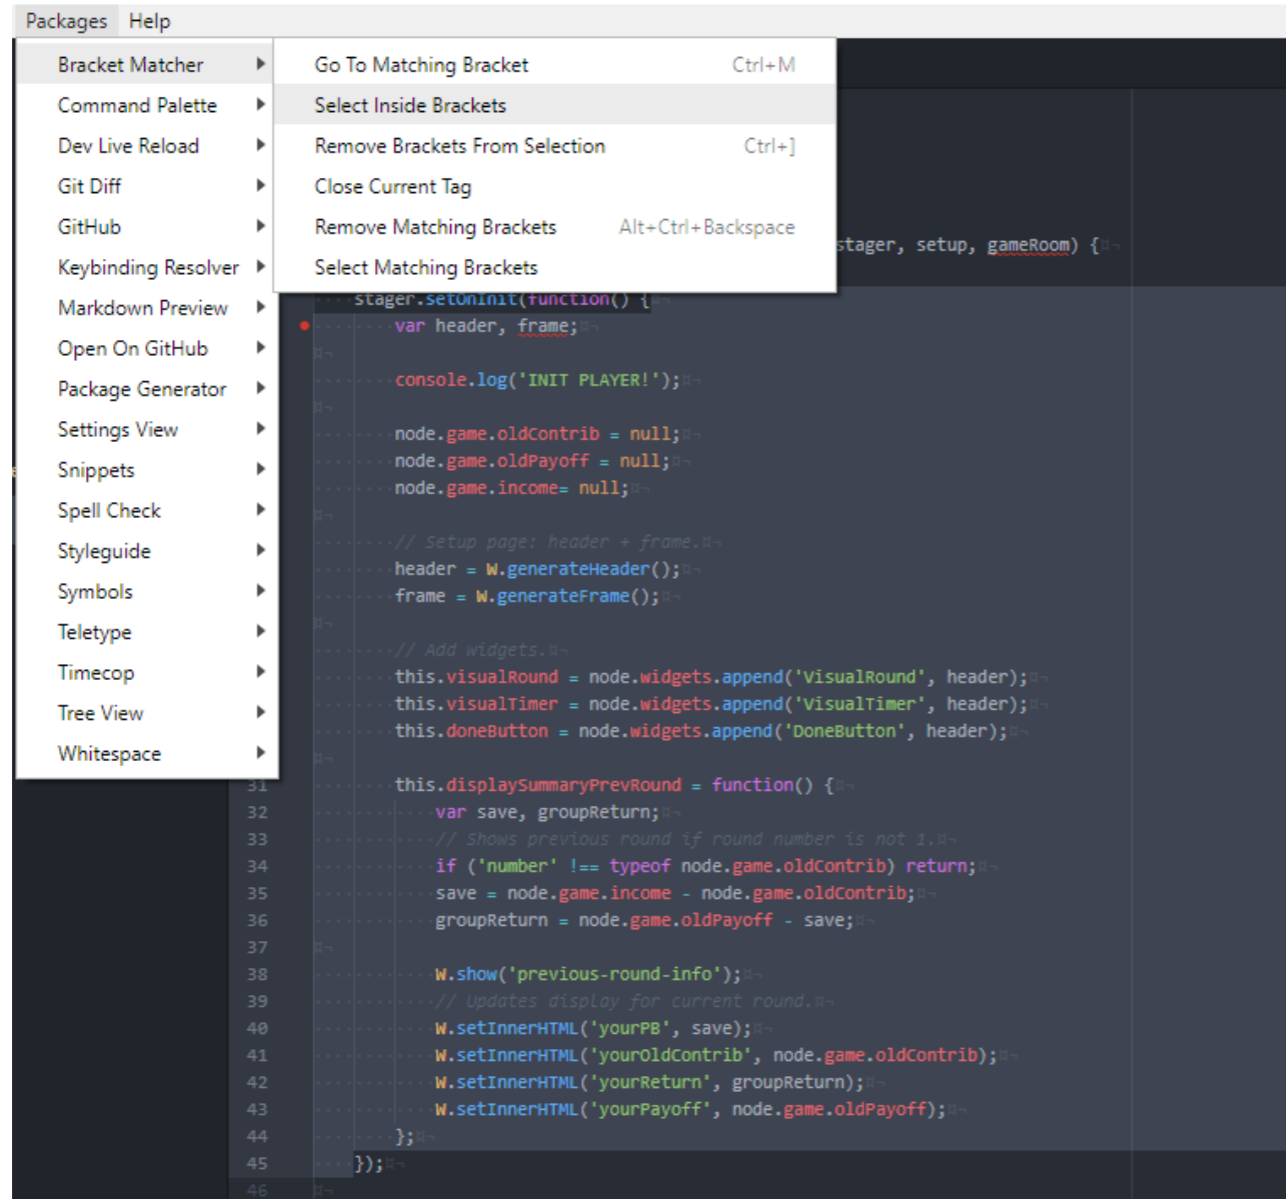 Packages Help
Bracket Matcher
Command Palette
Dev Live Reload
Git Diff
GitHub
Keybinding Resolver
Markdown Preview
Open On GitHub
Package Generator
Settings View
Snippets
Spell Check
Styleguide
Symbols
Teletype
Timecop
Tree View
Whitespace
Go To Matching Bracket Ctrl+M
Select Inside Brackets
Remove Brackets From Selection Ctrl+]
Close Current Tag
Remove Matching Brackets Alt+Ctrl+Backspace
Select Matching Brackets
stager, setup, gameRoom) {
stager.setOnInit(function() {
var header, frame;
console.log('INIT PLAYER!');
node.game.oldContrib = null;
node.game.oldPayoff = null;
node.game.income= null;
// Setup page: header + frame.
header = W.generateHeader();
frame = W.generateFrame();
// Add widgets.
this.visualRound = node.widgets.append('VisualRound', header);
this.visualTimer = node.widgets.append('VisualTimer', header);
this.doneButton = node.widgets.append('DoneButton', header);
31 this.displaySummaryPrevRound = function() {
32 var save, groupReturn;
33 // Shows previous round if round number is not 1.
34 if ('number' !== typeof node.game.oldContrib) return;
35 save = node.game.income - node.game.oldContrib;
36 groupReturn = node.game.oldPayoff - save;
37
38 W.show('previous-round-info');
39 // Updates display for current round.
40 W.setInnerHTML('yourPB', save);
41 W.setInnerHTML('yourOldContrib', node.game.oldContrib);
42 W.setInnerHTML('yourReturn', groupReturn);
43 W.setInnerHTML('yourPayoff', node.game.oldPayoff);
44 };
45 });
46